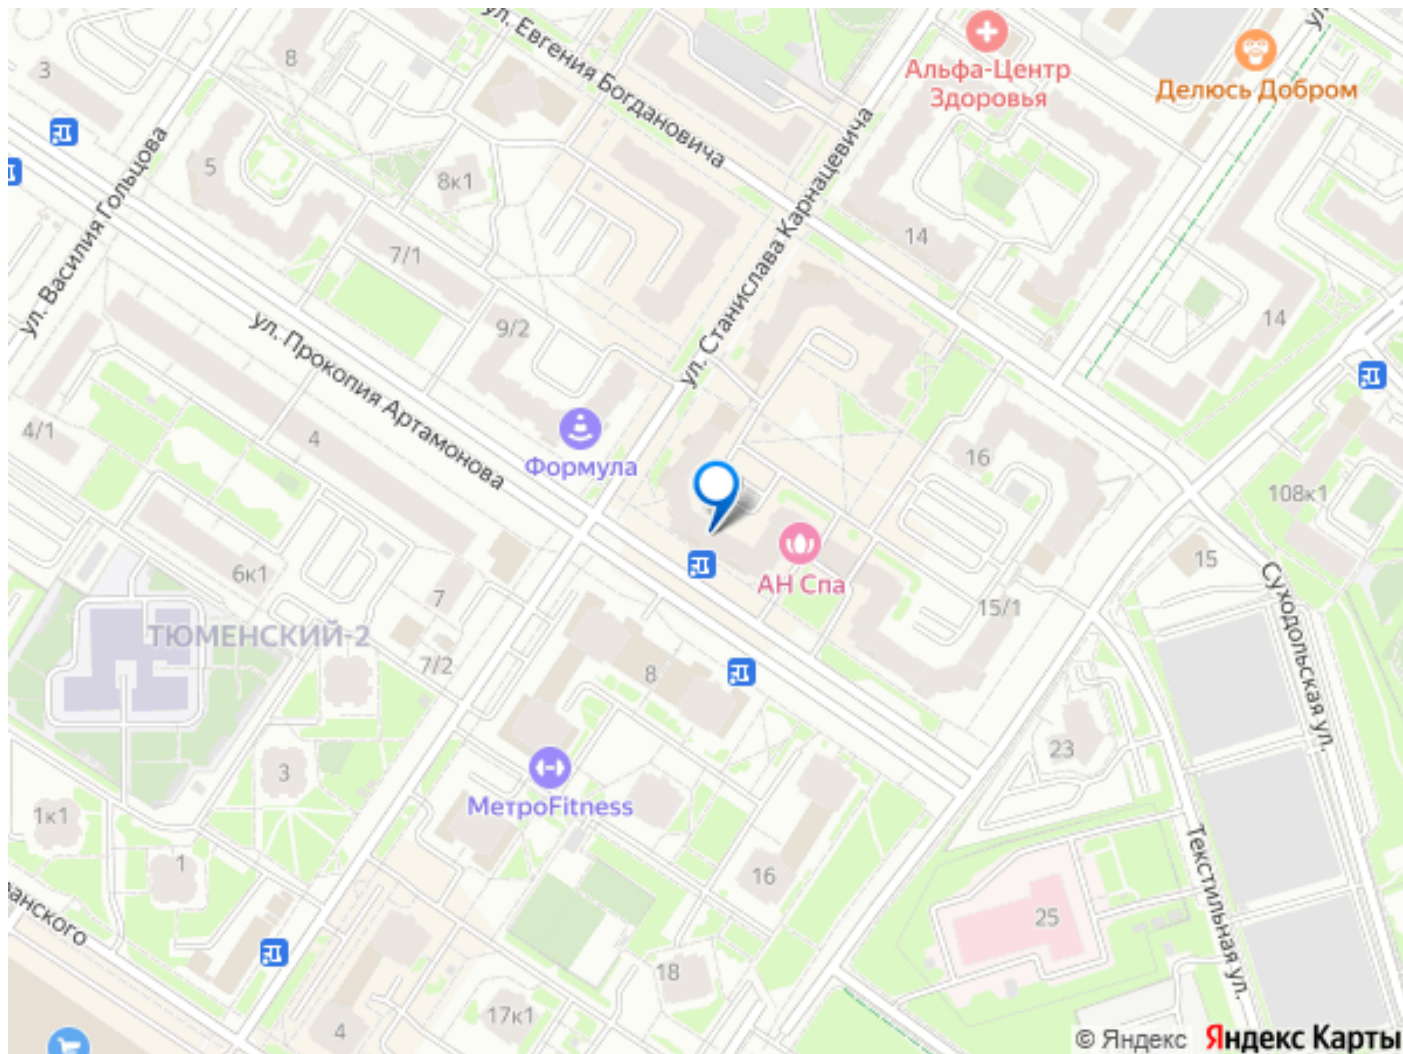 ул. Евгения Богдановича
Альфа-Центр
Здоровья
Делюсь Добром
ул.
8
3
ул. Василия Гольцова
5
8к1
ул. Станислава Карнацевича
14
7/1
9/2
14
ул. Прокопия Артамонова
4/1
4
Формула
16
108к1
6к1
7
АН Спа
15/1
15
Суходольская ул.
ТЮМЕНСКИЙ-2
7/2
8
23
3
МетроFitness
1к1
1
16
Текстильная ул.
25
18
17к1
4
© Яндекс Яндекс Карты